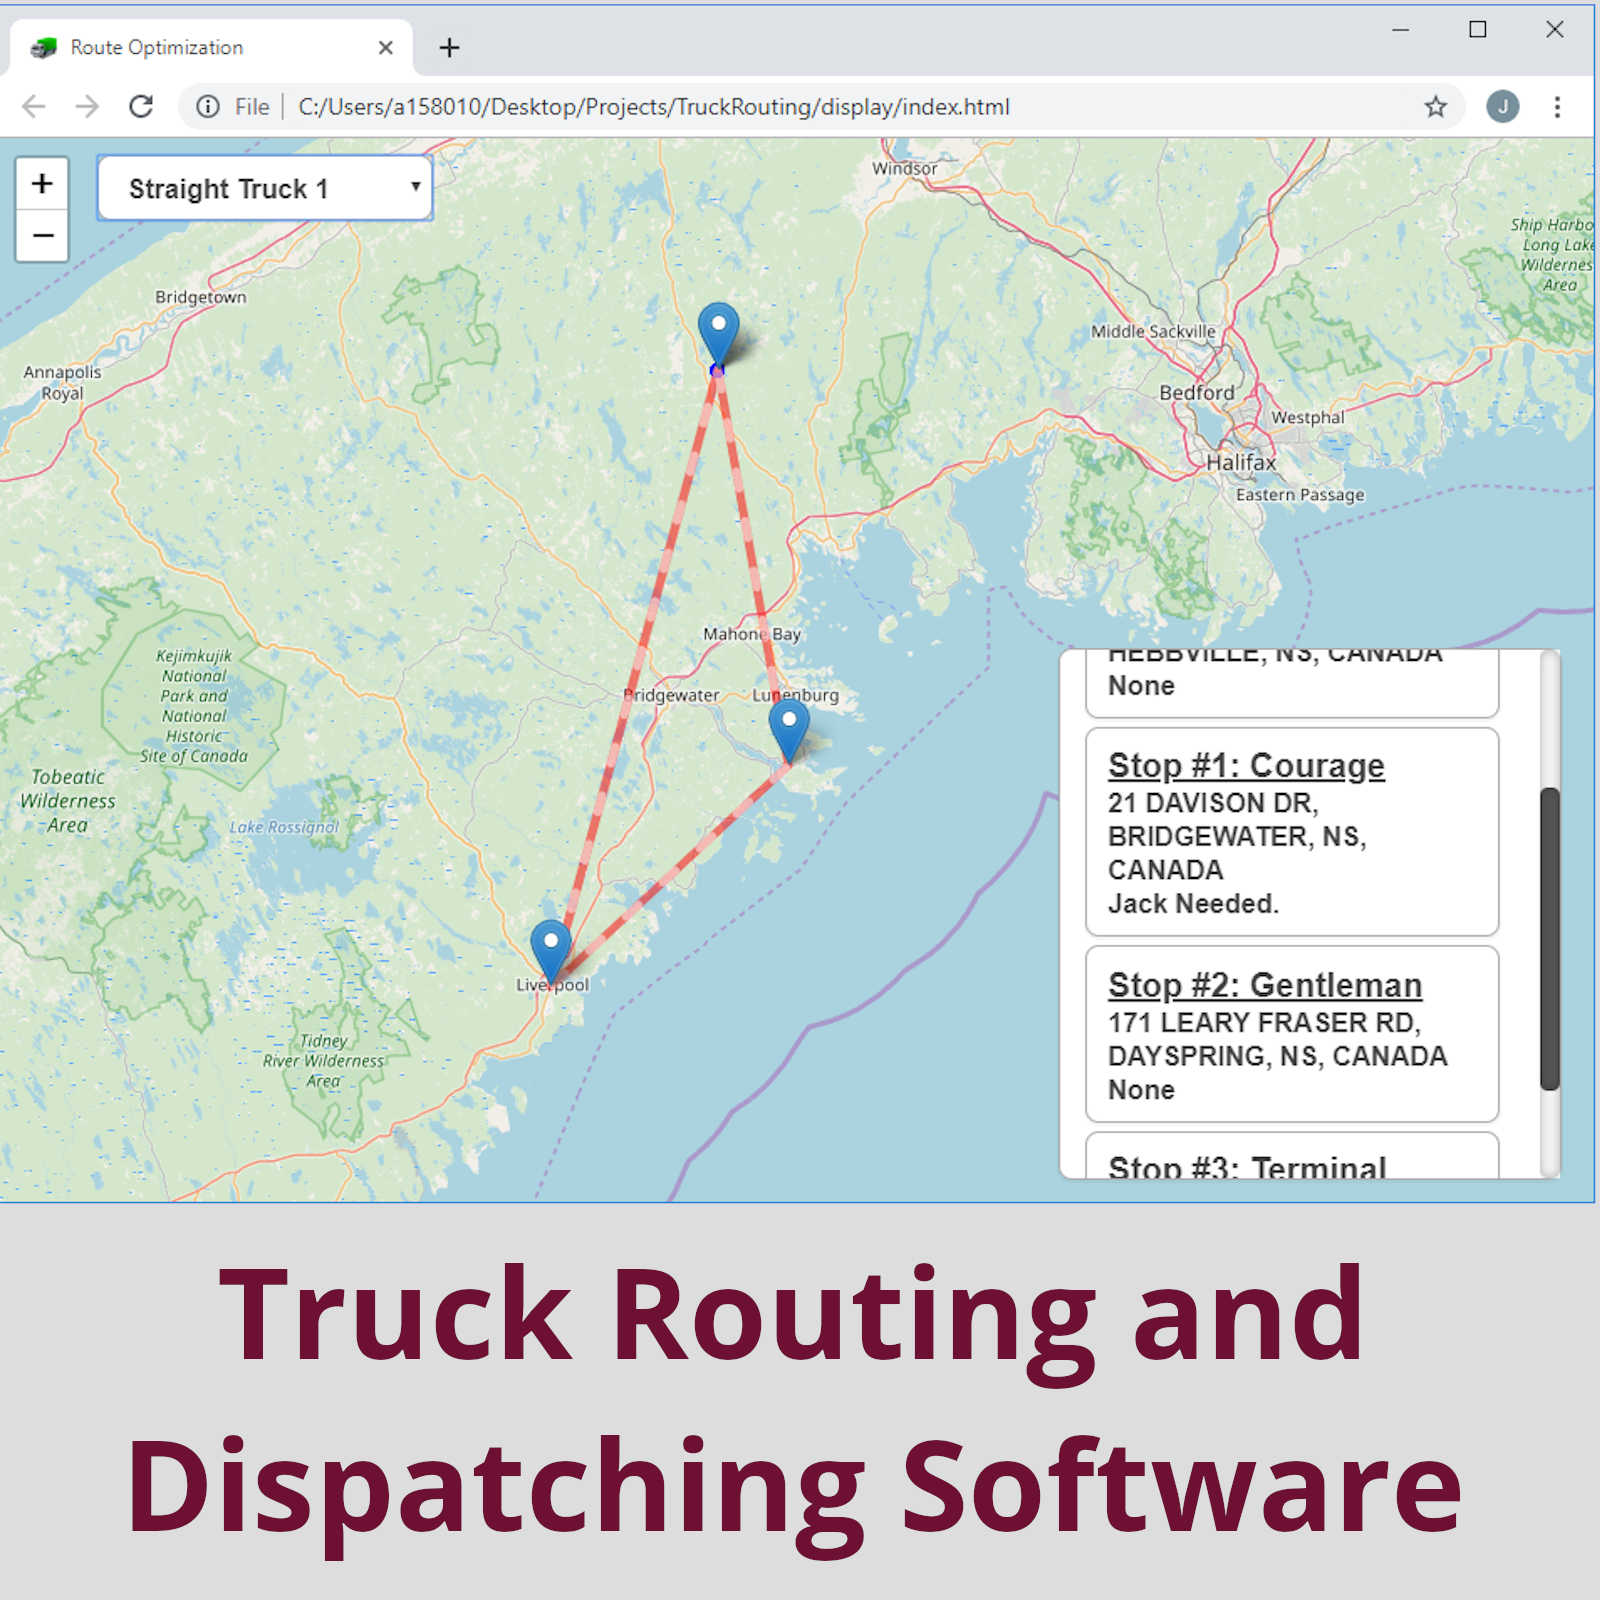 Route Optimization
File
C:/Users/a158010/Desktop/Projects/TruckRouting/display/index.html
J
+
−
Straight Truck 1
Windsor
Ship Harbo
Long Lake
Wildernes
Area
Bridgetown
Middle Sackville
Annapolis
Royal
Bedford
Westphal
Halifax
Eastern Passage
Mahone Bay
Kejimkujik
National
Park and
National
Historic
Site of Canada
Bridgewater
Lunenburg
Tobeatic
Wilderness
Area
Lake Rossignol
Liverpool
Tidney
River Wilderness
Area
HEBBVILLE, NS, CANADA
None
Stop #1: Courage
21 DAVISON DR,
BRIDGEWATER, NS,
CANADA
Jack Needed.
Stop #2: Gentleman
171 LEARY FRASER RD,
DAYSPRING, NS, CANADA
None
Stop #3: Terminal
Truck Routing and
Dispatching Software